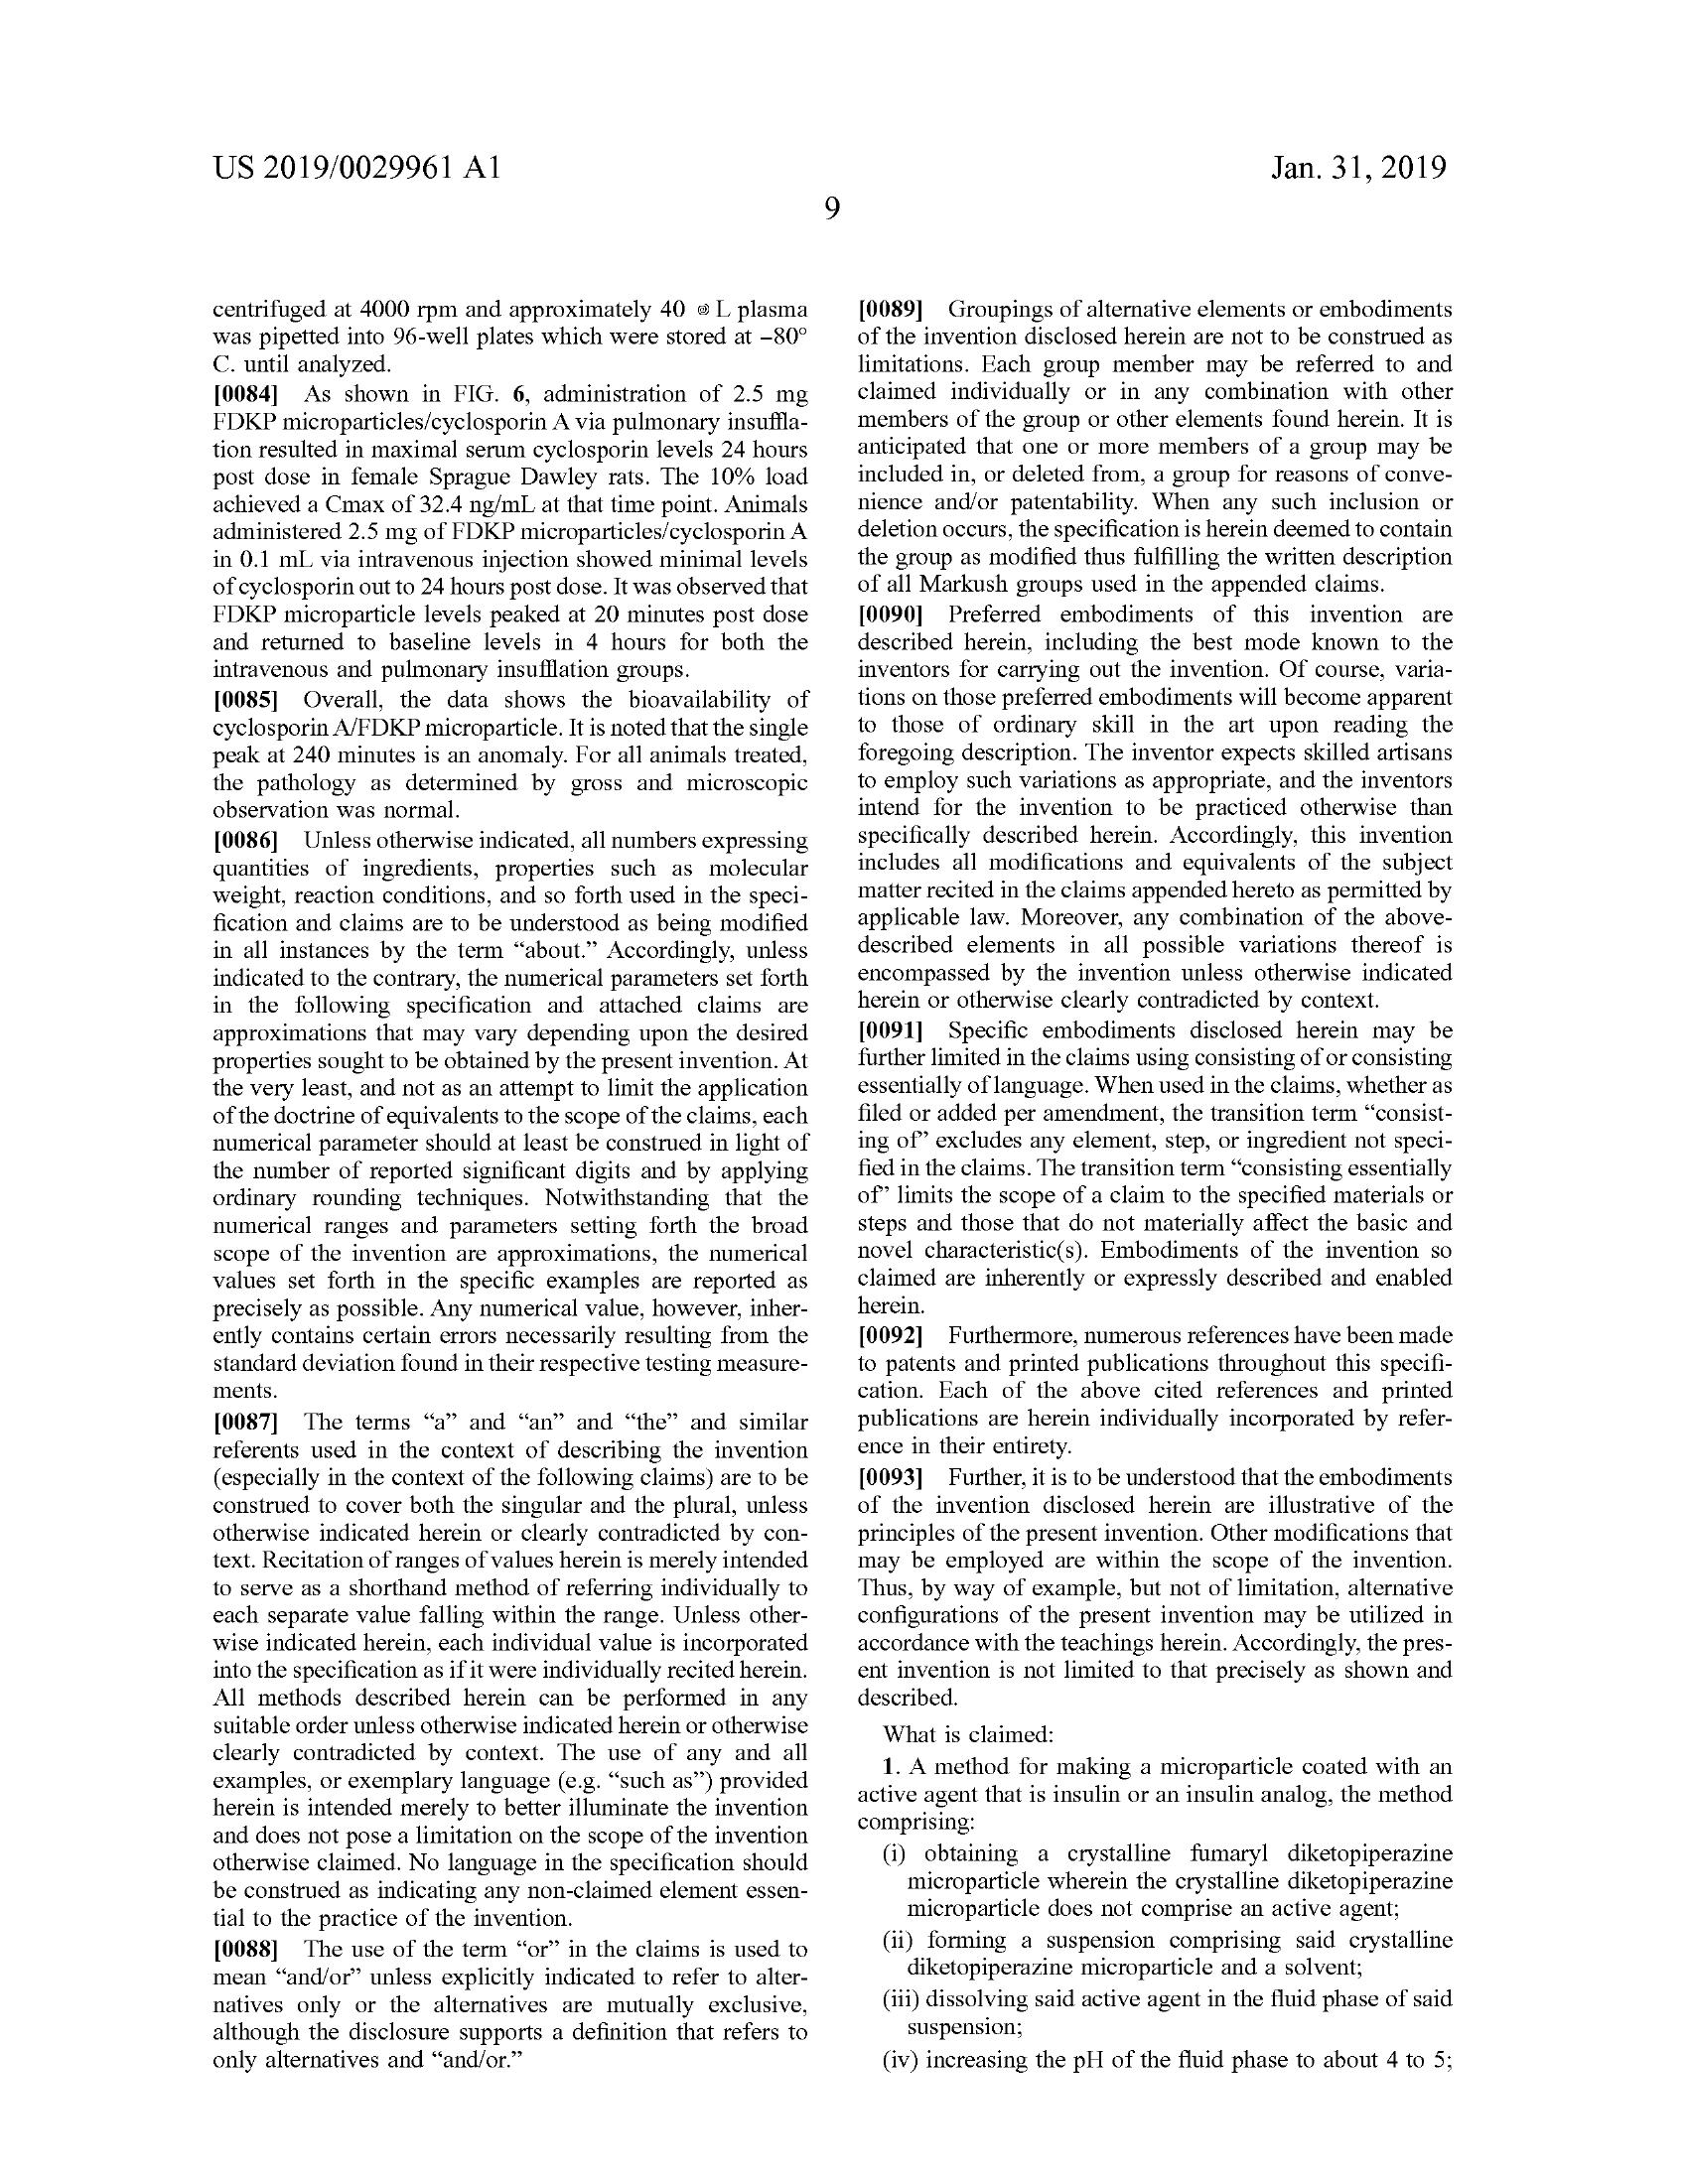 US 2019/0029961 A1
Jan. 31, 2019
9
centrifuged at 4000 rpm and approximately 40 L plasma
was pipetted into 96-well plates which were stored at –80°
C. until analyzed.
[0084] As shown in FIG. 6, administration of 2.5 mg
FDKP microparticles/cyclosporin A via pulmonary insuffla-
tion resulted in maximal serum cyclosporin levels 24 hours
post dose in female Sprague Dawley rats. The 10% load
achieved a Cmax of 32.4 ng/mL at that time point. Animals
administered 2.5 mg of FDKP microparticles/cyclosporin A
in 0.1 mL via intravenous injection showed minimal levels
of cyclosporin out to 24 hours post dose. It was observed that
FDKP microparticle levels peaked at 20 minutes post dose
and returned to baseline levels in 4 hours for both the
intravenous and pulmonary insufflation groups.
[0085] Overall, the data shows the bioavailability of
cyclosporin A/FDKP microparticle. It is noted that the single
peak at 240 minutes is an anomaly. For all animals treated,
the pathology as determined by gross and microscopic
observation was normal.
[0086] Unless otherwise indicated, all numbers expressing
quantities of ingredients, properties such as molecular
weight, reaction conditions, and so forth used in the speci-
fication and claims are to be understood as being modified
in all instances by the term “about.” Accordingly, unless
indicated to the contrary, the numerical parameters set forth
in the following specification and attached claims are
approximations that may vary depending upon the desired
properties sought to be obtained by the present invention. At
the very least, and not as an attempt to limit the application
of the doctrine of equivalents to the scope of the claims, each
numerical parameter should at least be construed in light of
the number of reported significant digits and by applying
ordinary rounding techniques. Notwithstanding that the
numerical ranges and parameters setting forth the broad
scope of the invention are approximations, the numerical
values set forth in the specific examples are reported as
precisely as possible. Any numerical value, however, inher-
ently contains certain errors necessarily resulting from the
standard deviation found in their respective testing measure-
ments.
[0087] The terms “a” and “an” and “the” and similar
referents used in the context of describing the invention
(especially in the context of the following claims) are to be
construed to cover both the singular and the plural, unless
otherwise indicated herein or clearly contradicted by con-
text. Recitation of ranges of values herein is merely intended
to serve as a shorthand method of referring individually to
each separate value falling within the range. Unless other-
wise indicated herein, each individual value is incorporated
into the specification as if it were individually recited herein.
All methods described herein can be performed in any
suitable order unless otherwise indicated herein or otherwise
clearly contradicted by context. The use of any and all
examples, or exemplary language (e.g. “such as”) provided
herein is intended merely to better illuminate the invention
and does not pose a limitation on the scope of the invention
otherwise claimed. No language in the specification should
be construed as indicating any non-claimed element essen-
tial to the practice of the invention.
[0088] The use of the term “or” in the claims is used to
mean “and/or” unless explicitly indicated to refer to alter-
natives only or the alternatives are mutually exclusive,
although the disclosure supports a definition that refers to
only alternatives and “and/or.”
[0089] Groupings of alternative elements or embodiments
of the invention disclosed herein are not to be construed as
limitations. Each group member may be referred to and
claimed individually or in any combination with other
members of the group or other elements found herein. It is
anticipated that one or more members of a group may be
included in, or deleted from, a group for reasons of conve-
nience and/or patentability. When any such inclusion or
deletion occurs, the specification is herein deemed to contain
the group as modified thus fulfilling the written description
of all Markush groups used in the appended claims.
[0090] Preferred embodiments of this invention are
described herein, including the best mode known to the
inventors for carrying out the invention. Of course, varia-
tions on those preferred embodiments will become apparent
to those of ordinary skill in the art upon reading the
foregoing description. The inventor expects skilled artisans
to employ such variations as appropriate, and the inventors
intend for the invention to be practiced otherwise than
specifically described herein. Accordingly, this invention
includes all modifications and equivalents of the subject
matter recited in the claims appended hereto as permitted by
applicable law. Moreover, any combination of the above-
described elements in all possible variations thereof is
encompassed by the invention unless otherwise indicated
herein or otherwise clearly contradicted by context.
[0091] Specific embodiments disclosed herein may be
further limited in the claims using consisting of or consisting
essentially of language. When used in the claims, whether as
filed or added per amendment, the transition term “consist-
ing of” excludes any element, step, or ingredient not speci-
fied in the claims. The transition term “consisting essentially
of” limits the scope of a claim to the specified materials or
steps and those that do not materially affect the basic and
novel characteristic(s). Embodiments of the invention so
claimed are inherently or expressly described and enabled
herein.
[0092] Furthermore, numerous references have been made
to patents and printed publications throughout this specifi-
cation. Each of the above cited references and printed
publications are herein individually incorporated by refer-
ence in their entirety.
[0093] Further, it is to be understood that the embodiments
of the invention disclosed herein are illustrative of the
principles of the present invention. Other modifications that
may be employed are within the scope of the invention.
Thus, by way of example, but not of limitation, alternative
configurations of the present invention may be utilized in
accordance with the teachings herein. Accordingly, the pres-
ent invention is not limited to that precisely as shown and
described.
What is claimed:
1. A method for making a microparticle coated with an
active agent that is insulin or an insulin analog, the method
comprising:
(i) obtaining a crystalline fumaryl diketopiperazine
microparticle wherein the crystalline diketopiperazine
microparticle does not comprise an active agent;
(ii) forming a suspension comprising said crystalline
diketopiperazine microparticle and a solvent;
(iii) dissolving said active agent in the fluid phase of said
suspension;
(iv) increasing the pH of the fluid phase to about 4 to 5;